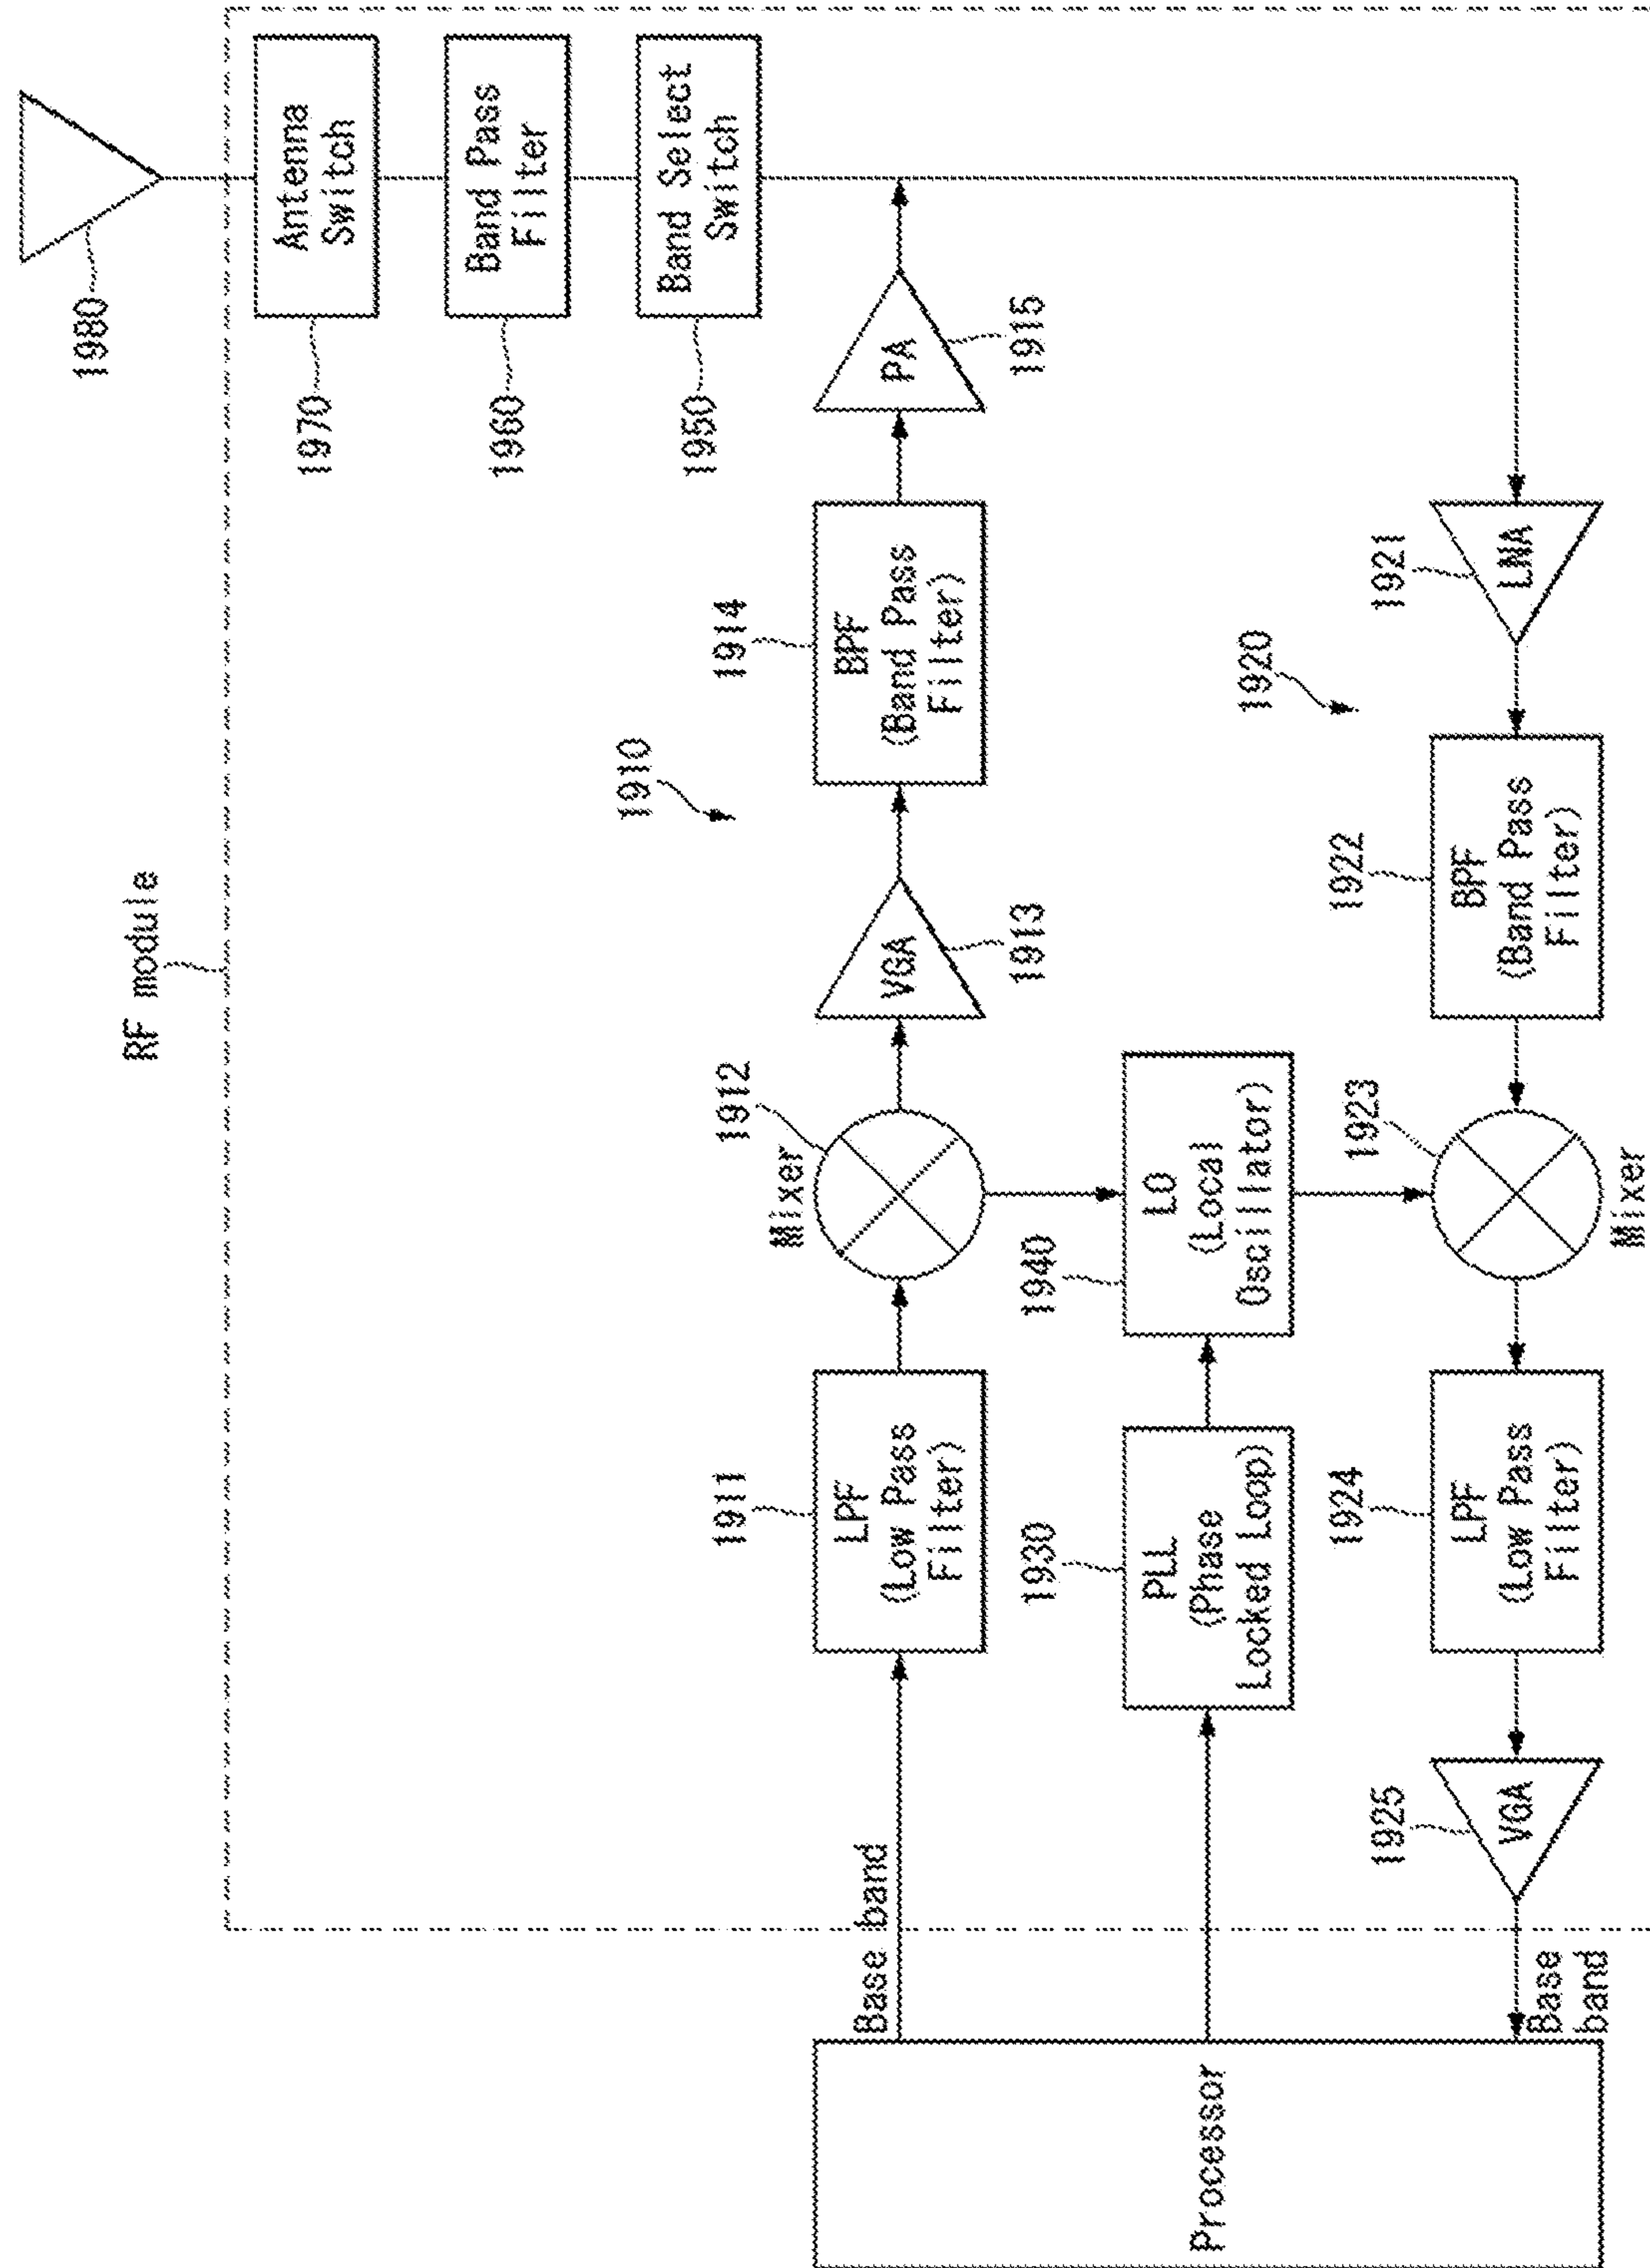 RF module
1980
Antenna
Switch
1970
Band Pass
Filter
1960
Band Select
Switch
1950
1910
1911
LPF
(Low Pass
Filter)
Mixer
1912
VGA
1913
1914
BPF
(Band Pass
Filter)
PA
1915
1930
PLL
(Phase
Locked Loop)
1940
LO
(Local
Oscillator)
1920
1925
VGA
1924
LPF
(Low Pass
Filter)
1923
Mixer
1922
BPF
(Band Pass
Filter)
1921
LNA
Base band
Base
band
Processor